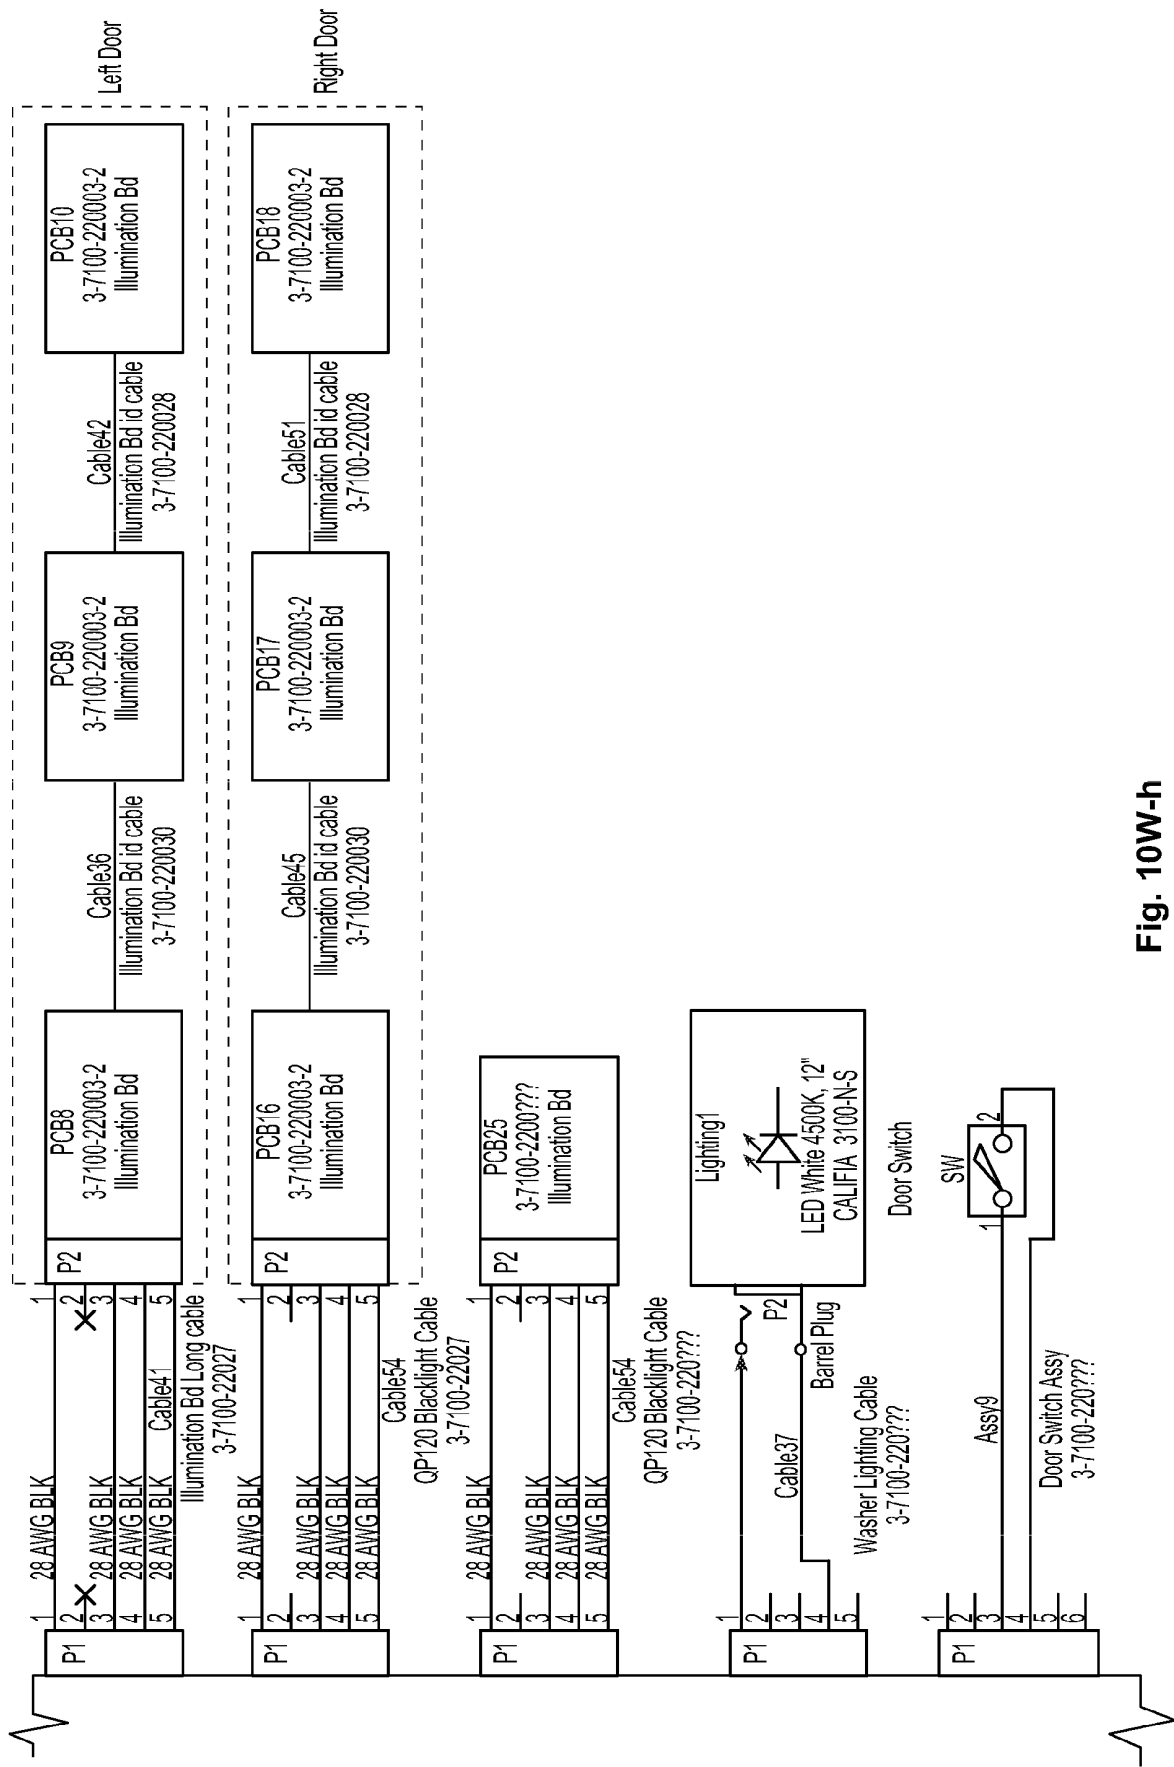 Left Door
PCB8
3-7100-220003-2
Illumination Bd
P2
Cable36
Illumination Bd id cable
3-7100-220030
PCB9
3-7100-220003-2
Illumination Bd
Cable42
Illumination Bd id cable
3-7100-220028
PCB10
3-7100-220003-2
Illumination Bd
P1
1 28 AWG BLK 1
2 2
3 28 AWG BLK 3
4 28 AWG BLK 4
5 28 AWG BLK 5
Cable41
Illumination Bd Long cable
3-7100-22027
Right Door
PCB16
3-7100-220003-2
Illumination Bd
P2
Cable45
Illumination Bd id cable
3-7100-220030
PCB17
3-7100-220003-2
Illumination Bd
Cable51
Illumination Bd id cable
3-7100-220028
PCB18
3-7100-220003-2
Illumination Bd
P1
1 28 AWG BLK 1
2 2
3 28 AWG BLK 3
4 28 AWG BLK 4
5 28 AWG BLK 5
Cable54
QP120 Blacklight Cable
3-7100-22027
PCB25
3-7100-2200???
Illumination Bd
P2
P1
1 28 AWG BLK 1
2 2
3 28 AWG BLK 3
4 28 AWG BLK 4
5 28 AWG BLK 5
Cable54
QP120 Blacklight Cable
3-7100-220???
Lighting1
LED White 4500K, 12"
CALIFIA 3100-N-S
P2
Barrel Plug
P1
1
2
3
4
5
Cable37
Washer Lighting Cable
3-7100-220???
Door Switch
SW
1
2
P1
1
2
3
4
5
6
Assy9
Door Switch Assy
3-7100-220???
Fig. 10W-h